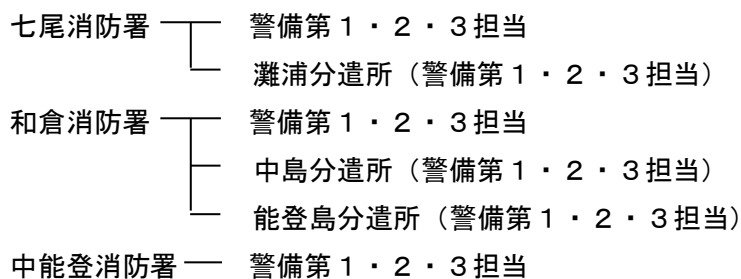 七尾消防署 警備第１・２・３担当
灘浦分遣所（警備第１・２・３担当）
和倉消防署 警備第１・２・３担当
中島分遣所（警備第１・２・３担当）
能登島分遣所（警備第１・２・３担当）
中能登消防署 警備第１・２・３担当